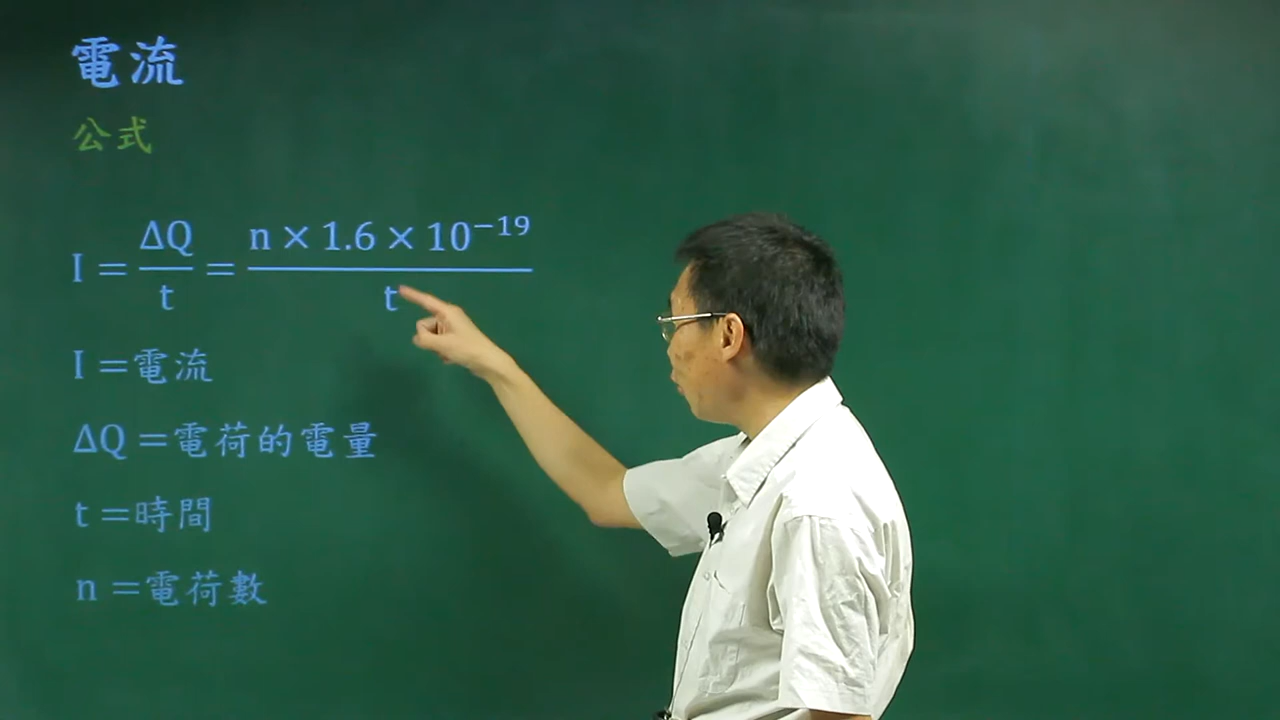 電流
公式
I = ΔQ/t = n × 1.6 × 10⁻¹⁹/t
I =電流
ΔQ =電荷的電量
t =時間
n =電荷數